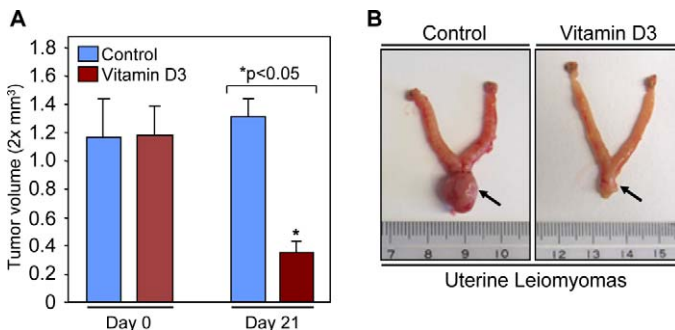 A
Tumor volume (2x mm³)
1.8
1.6
1.4
1.2
1.0
0.8
0.6
0.4
0.2
0
Control
Vitamin D3
*p<0.05
*
Day 0
Day 21
B
Control
Vitamin D3
7 8 9 10
12 13 14 15
Uterine Leiomyomas